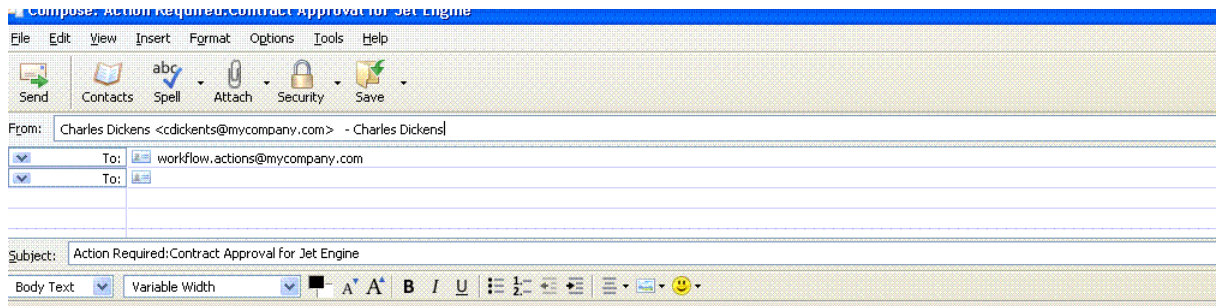 Compose: Action Required:Contract Approval for Jet Engine
File Edit View Insert Format Options Tools Help
abc
Send Contacts Spell Attach Security Save
From: Charles Dickens <cdickents@mycompany.com> - Charles Dickens
To: workflow.actions@mycompany.com
To:
Subject: Action Required:Contract Approval for Jet Engine
Body Text Variable Width A A B I U